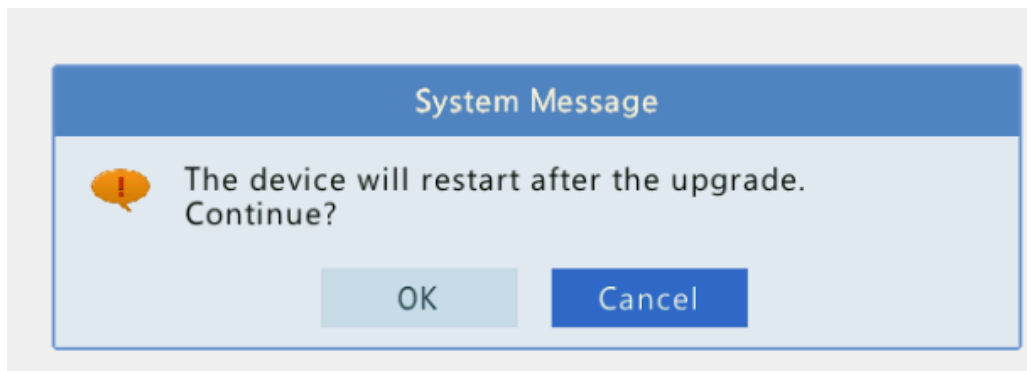 System Message
The device will restart after the upgrade.
Continue?
OK
Cancel